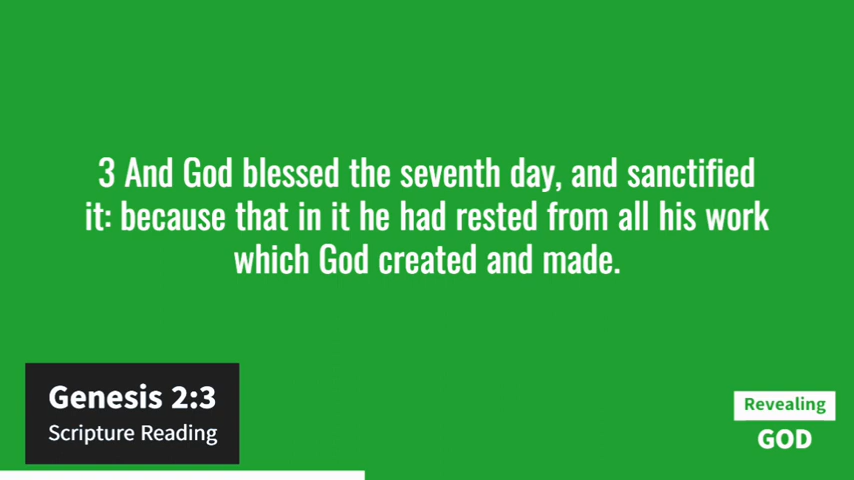 3 And God blessed the seventh day, and sanctified
it: because that in it he had rested from all his work
which God created and made.
Genesis 2:3
Scripture Reading
Revealing
GOD